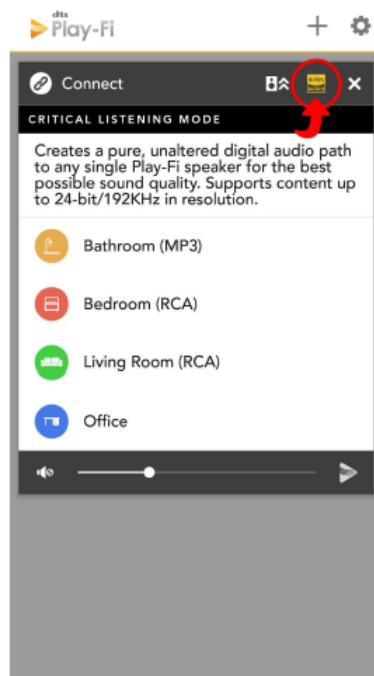 dts
Play-Fi
Connect
CRITICAL LISTENING MODE
Creates a pure, unaltered digital audio path
to any single Play-Fi speaker for the best
possible sound quality. Supports content up
to 24-bit/192KHz in resolution.
Bathroom (MP3)
Bedroom (RCA)
Living Room (RCA)
Office